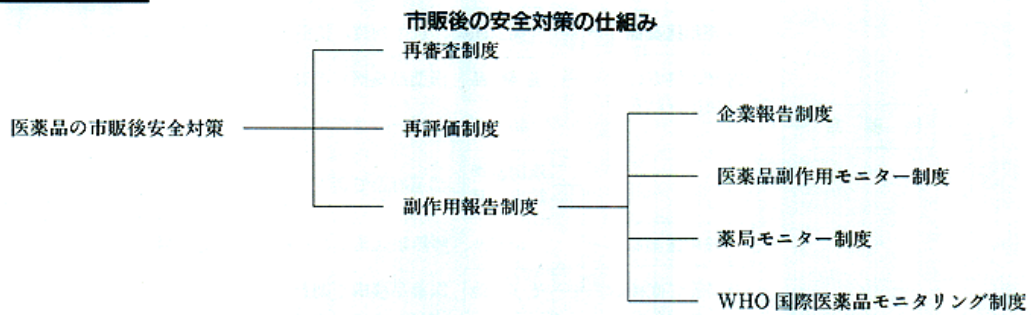 市販後の安全対策の仕組み
再審査制度
医薬品の市販後安全対策
再評価制度
副作用報告制度
企業報告制度
医薬品副作用モニター制度
薬局モニター制度
WHO 国際医薬品モニタリング制度